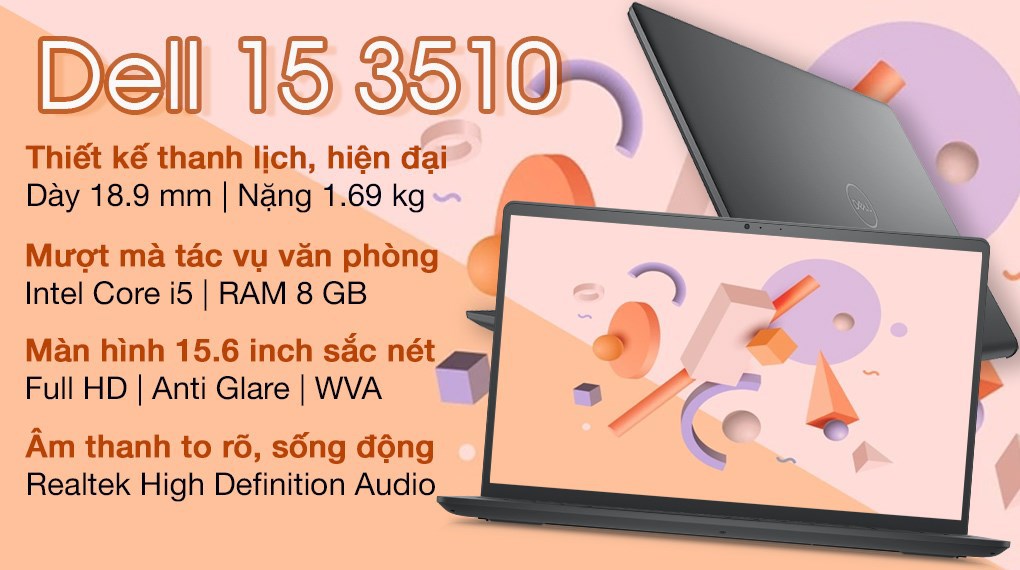 Dell 15 3510
Thiết kế thanh lịch, hiện đại
Dày 18.9 mm | Nặng 1.69 kg
Mượt mà tác vụ văn phòng
Intel Core i5 | RAM 8 GB
Màn hình 15.6 inch sắc nét
Full HD | Anti Glare | WVA
Âm thanh to rõ, sống động
Realtek High Definition Audio
DELL